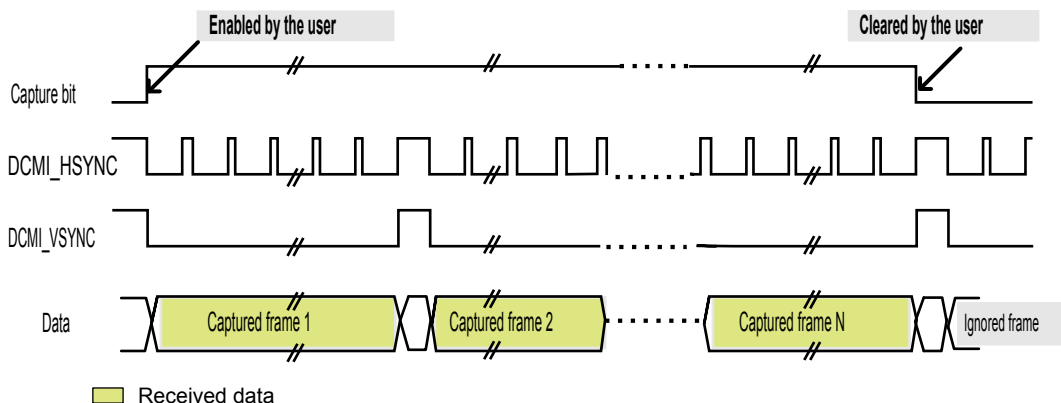 Enabled by the user
Cleared by the user
Capture bit
DCMI_HSYNC
DCMI_VSYNC
Data
Captured frame 1
Captured frame 2
Captured frame N
Ignored frame
Received data